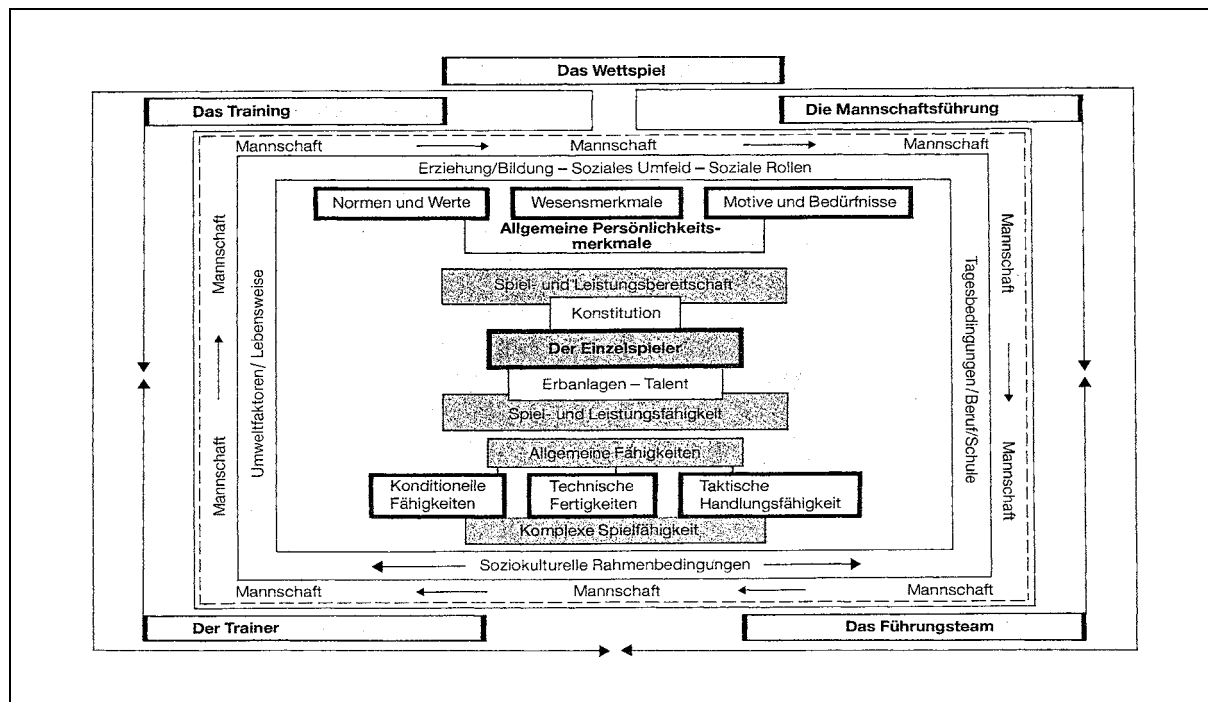 Das Wettspiel
Das Training
Die Mannschaftsführung
Mannschaft
Mannschaft
Mannschaft
Erziehung/Bildung – Soziales Umfeld – Soziale Rollen
Normen und Werte
Wesensmerkmale
Motive und Bedürfnisse
Allgemeine Persönlichkeits-
merkmale
Mannschaft
Mannschaft
Umweltfaktoren/ Lebensweise
Tagesbedingungen/Beruf/Schule
Mannschaft
Mannschaft
Spiel- und Leistungsbereitschaft
Konstitution
Der Einzelspieler
Erbanlagen – Talent
Spiel- und Leistungsfähigkeit
Allgemeine Fähigkeiten
Konditionelle
Fähigkeiten
Technische
Fertigkeiten
Taktische
Handlungsfähigkeit
Komplexe Spielfähigkeit
Soziokulturelle Rahmenbedingungen
Mannschaft
Mannschaft
Mannschaft
Der Trainer
Das Führungsteam